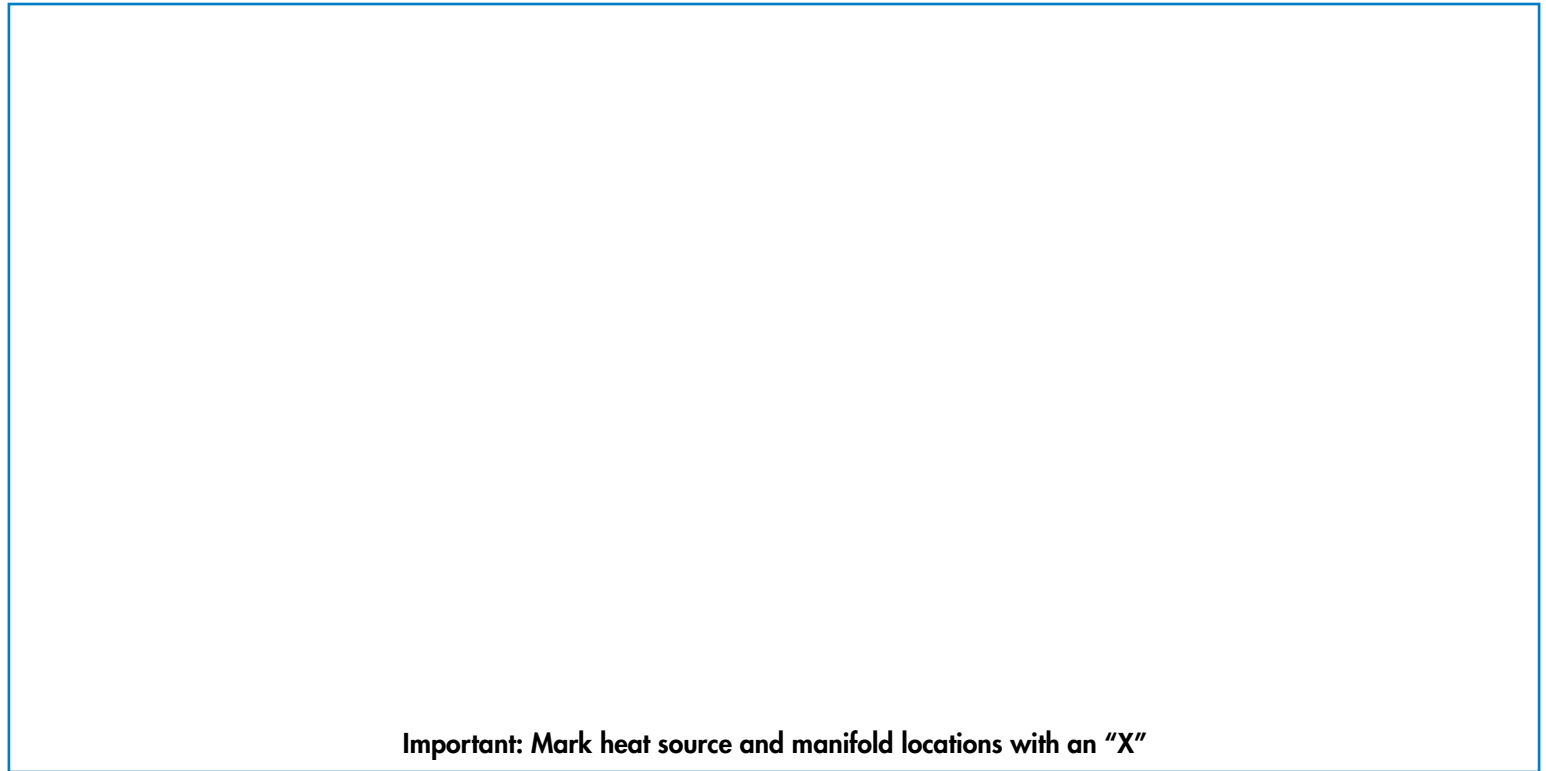 Important: Mark heat source and manifold locations with an “X”